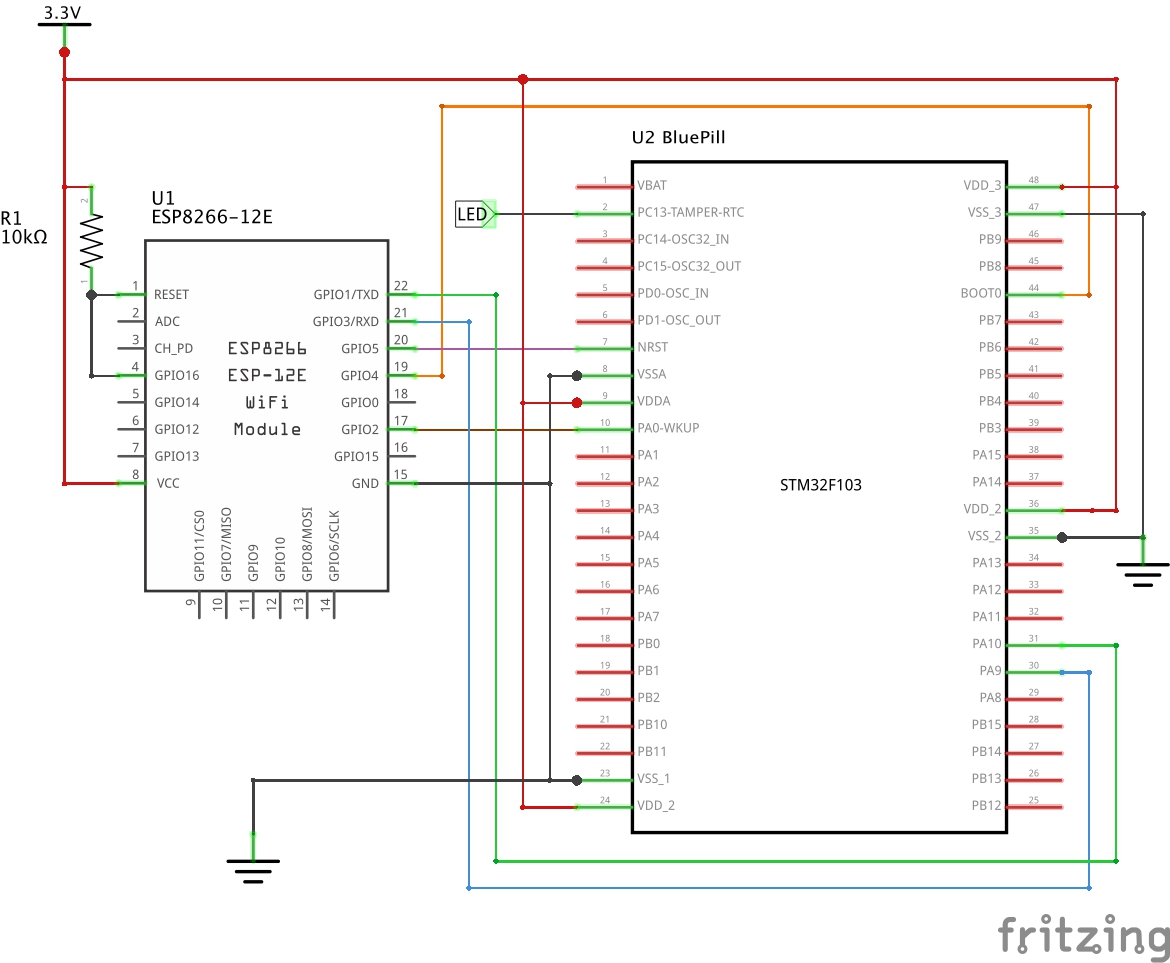 3.3V
U2 BluePill
R1
10kΩ
2
1
U1
ESP8266-12E
1 RESET
2 ADC
3 CH_PD
4 GPIO16
5 GPIO14
6 GPIO12
7 GPIO13
8 VCC
ESP8266
ESP-12E
WiFi
Module
GPIO1/TXD 22
GPIO3/RXD 21
GPIO5 20
GPIO4 19
GPIO0 18
GPIO2 17
GPIO15 16
GND 15
GPIO11/CS0
GPIO7/MISO
GPIO9
GPIO10
GPIO8/MOSI
GPIO6/SCLK
9
10
11
12
13
14
LED
1 VBAT
2 PC13-TAMPER-RTC
3 PC14-OSC32_IN
4 PC15-OSC32_OUT
5 PD0-OSC_IN
6 PD1-OSC_OUT
7 NRST
8 VSSA
9 VDDA
10 PA0-WKUP
11 PA1
12 PA2
13 PA3
14 PA4
15 PA5
16 PA6
17 PA7
18 PB0
19 PB1
20 PB2
21 PB10
22 PB11
23 VSS_1
24 VDD_2
STM32F103
VDD_3 48
VSS_3 47
PB9 46
PB8 45
BOOT0 44
PB7 43
PB6 42
PB5 41
PB4 40
PB3 39
PA15 38
PA14 37
VDD_2 36
VSS_2 35
PA13 34
PA12 33
PA11 32
PA10 31
PA9 30
PA8 29
PB15 28
PB14 27
PB13 26
PB12 25
fritzing